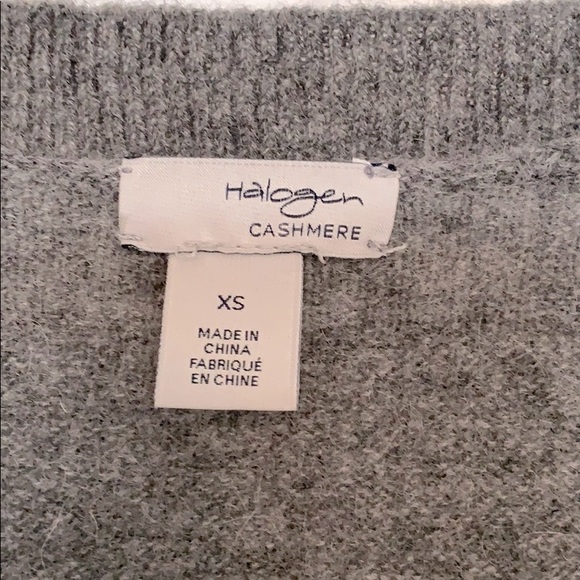 Halogen
CASHMERE
XS
MADE IN
CHINA
FABRIQUÉ
EN CHINE